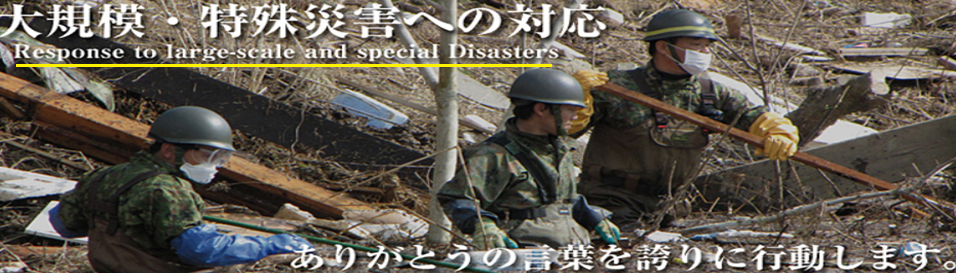 大規模・特殊災害への対応
Response to large-scale and special Disasters
ありがとうの言葉を誇りに行動します。